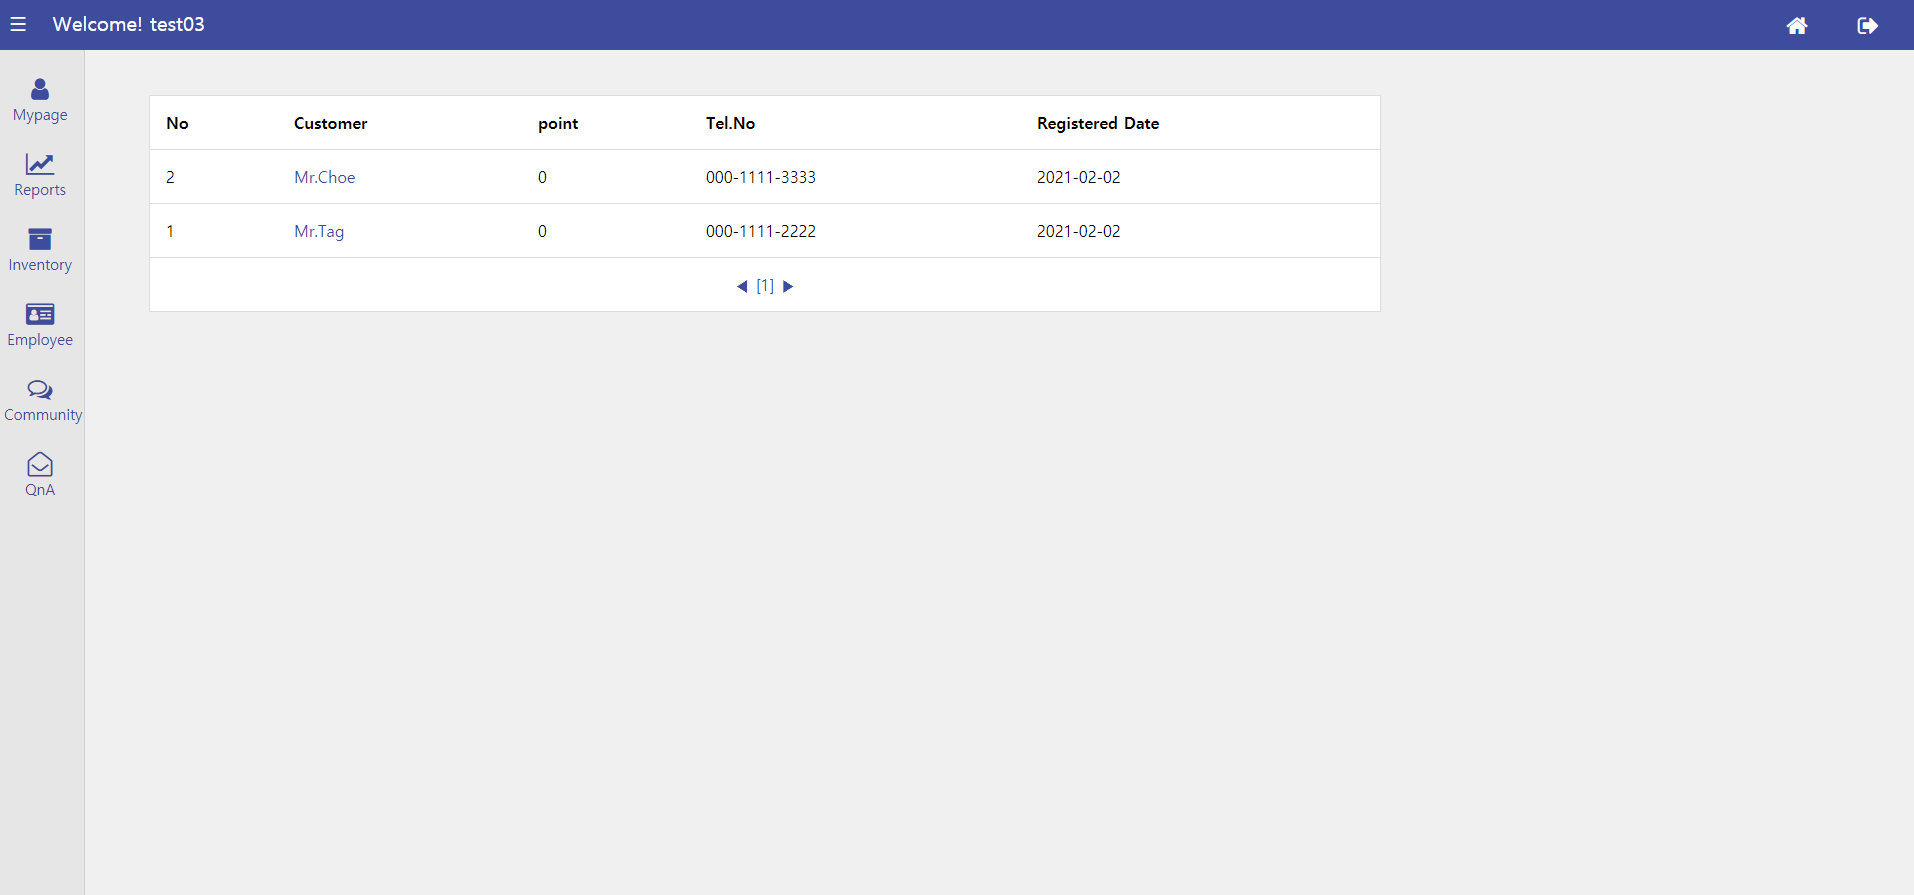 ☰ Welcome! test03
Mypage
Reports
Inventory
Employee
Community
QnA
No Customer point Tel.No Registered Date
2 Mr.Choe 0 000-1111-3333 2021-02-02
1 Mr.Tag 0 000-1111-2222 2021-02-02
◀ [1] ▶